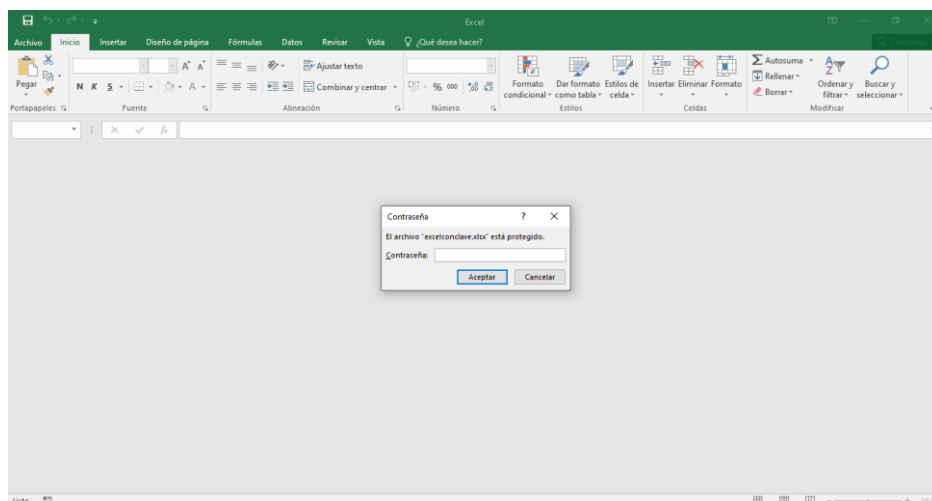 Excel
Archivo Inicio Insertar Diseño de página Fórmulas Datos Revisar Vista ¿Qué desea hacer?
Pegar
N K S
A A
A
Ajustar texto
Combinar y centrar
% 000
Formato condicional
Dar formato como tabla
Estilos de celda
Insertar Eliminar Formato
Autosuma
Rellenar
Borrar
Ordenar y filtrar
Buscar y seleccionar
Portapapeles Fuente Alineación Número Estilos Celdas Modificar
fx
Contraseña ? X
El archivo 'excelconclave.xlsx' está protegido.
Contraseña:
Aceptar Cancelar